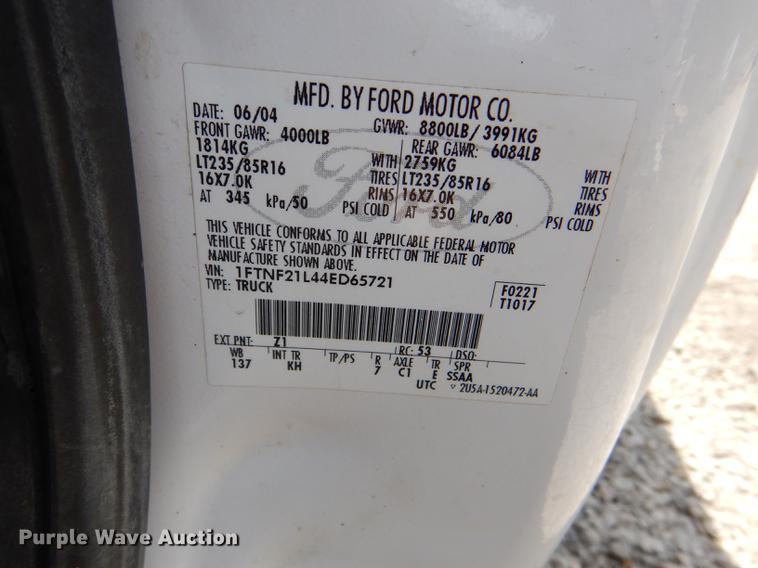 MFD. BY FORD MOTOR CO.
DATE: 06/04 GVWR: 8800LB/ 3991KG
FRONT GAWR: 4000LB REAR GAWR: 6084LB
1814KG WITH 2759KG WITH
LT235/85R16 TIRES LT235/85R16 TIRES
16X7.0K RIMS 16X7.0K RIMS
AT 345 kPa/50 PSI COLD AT 550 kPa/80 PSI COLD
Ford
THIS VEHICLE CONFORMS TO ALL APPLICABLE FEDERAL MOTOR
VEHICLE SAFETY STANDARDS IN EFFECT ON THE DATE OF
MANUFACTURE SHOWN ABOVE.
VIN: 1FTNF21L44ED65721 F0221
TYPE: TRUCK T1017
EXT PNT: Z1 RC: 53 DSO:
WB INT TR TP/PS R AXLE TR SPR
137 KH 7 C1 E SSAA
UTC 2U5A-1520472-AA
Purple Wave Auction